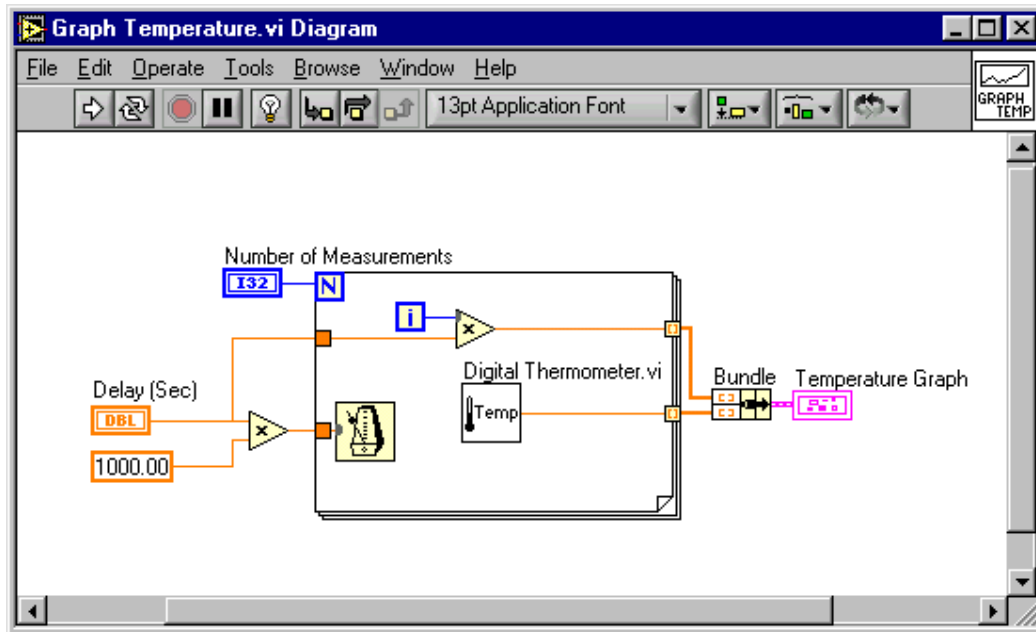 Graph Temperature.vi Diagram
File Edit Operate Tools Browse Window Help
13pt Application Font
GRAPH
TEMP
Number of Measurements
I32
N
i
x
Digital Thermometer.vi
Temp
Bundle
Temperature Graph
Delay (Sec)
DBL
x
1000.00